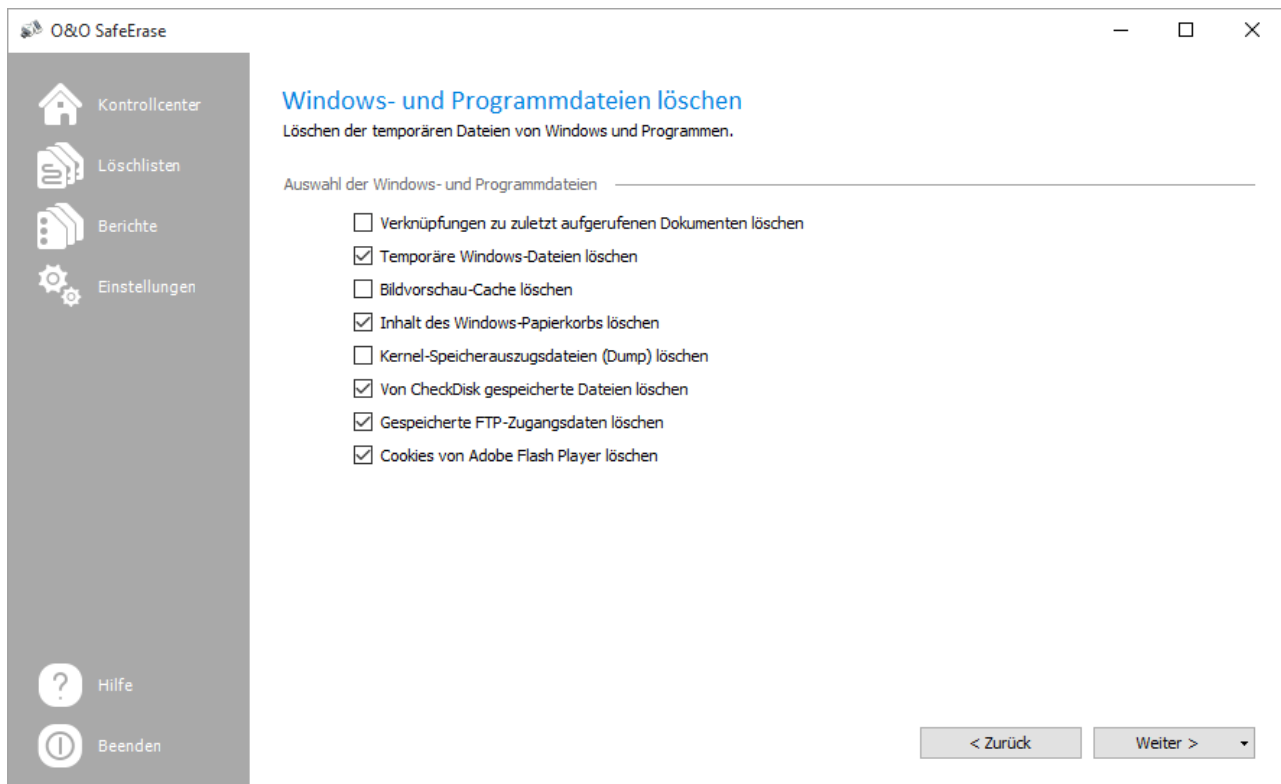 O&O SafeErase
Kontrollcenter
Löschlisten
Berichte
Einstellungen
Hilfe
Beenden
Windows- und Programmdateien löschen
Löschen der temporären Dateien von Windows und Programmen.
Auswahl der Windows- und Programmdateien
Verknüpfungen zu zuletzt aufgerufenen Dokumenten löschen
Temporäre Windows-Dateien löschen
Bildvorschau-Cache löschen
Inhalt des Windows-Papierkorbs löschen
Kernel-Speicherauszugsdateien (Dump) löschen
Von CheckDisk gespeicherte Dateien löschen
Gespeicherte FTP-Zugangsdaten löschen
Cookies von Adobe Flash Player löschen
< Zurück
Weiter >